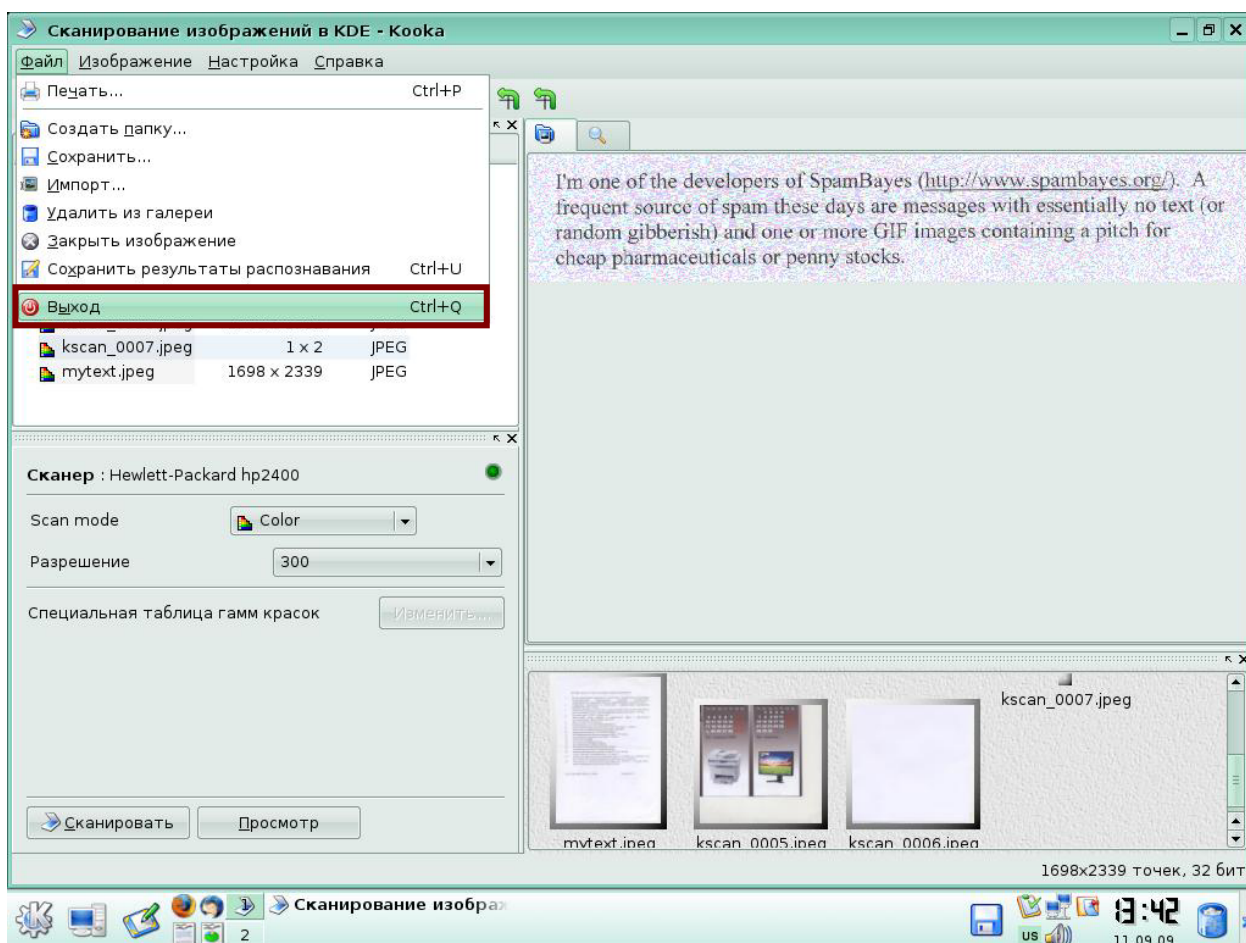 Сканирование изображений в KDE - Kooka
Файл Изображение Настройка Справка
Печать... Ctrl+P
Создать папку...
Сохранить...
Импорт...
Удалить из галереи
Закрыть изображение
Сохранить результаты распознавания Ctrl+U
Выход Ctrl+Q
kscan_0007.jpeg 1 x 2 JPEG
mytext.jpeg 1698 x 2339 JPEG
I'm one of the developers of SpamBayes (http://www.spambayes.org/). A
frequent source of spam these days are messages with essentially no text (or
random gibberish) and one or more GIF images containing a pitch for
cheap pharmaceuticals or penny stocks.
Сканер : Hewlett-Packard hp2400
Scan mode Color
Разрешение 300
Специальная таблица гамм красок Изменить...
Сканировать Просмотр
kscan_0007.jpeg
mytext.jpeg kscan_0005.jpeg kscan_0006.jpeg
1698x2339 точек, 32 бит
1 Сканирование изображ
2
US
13:42
11.09.09